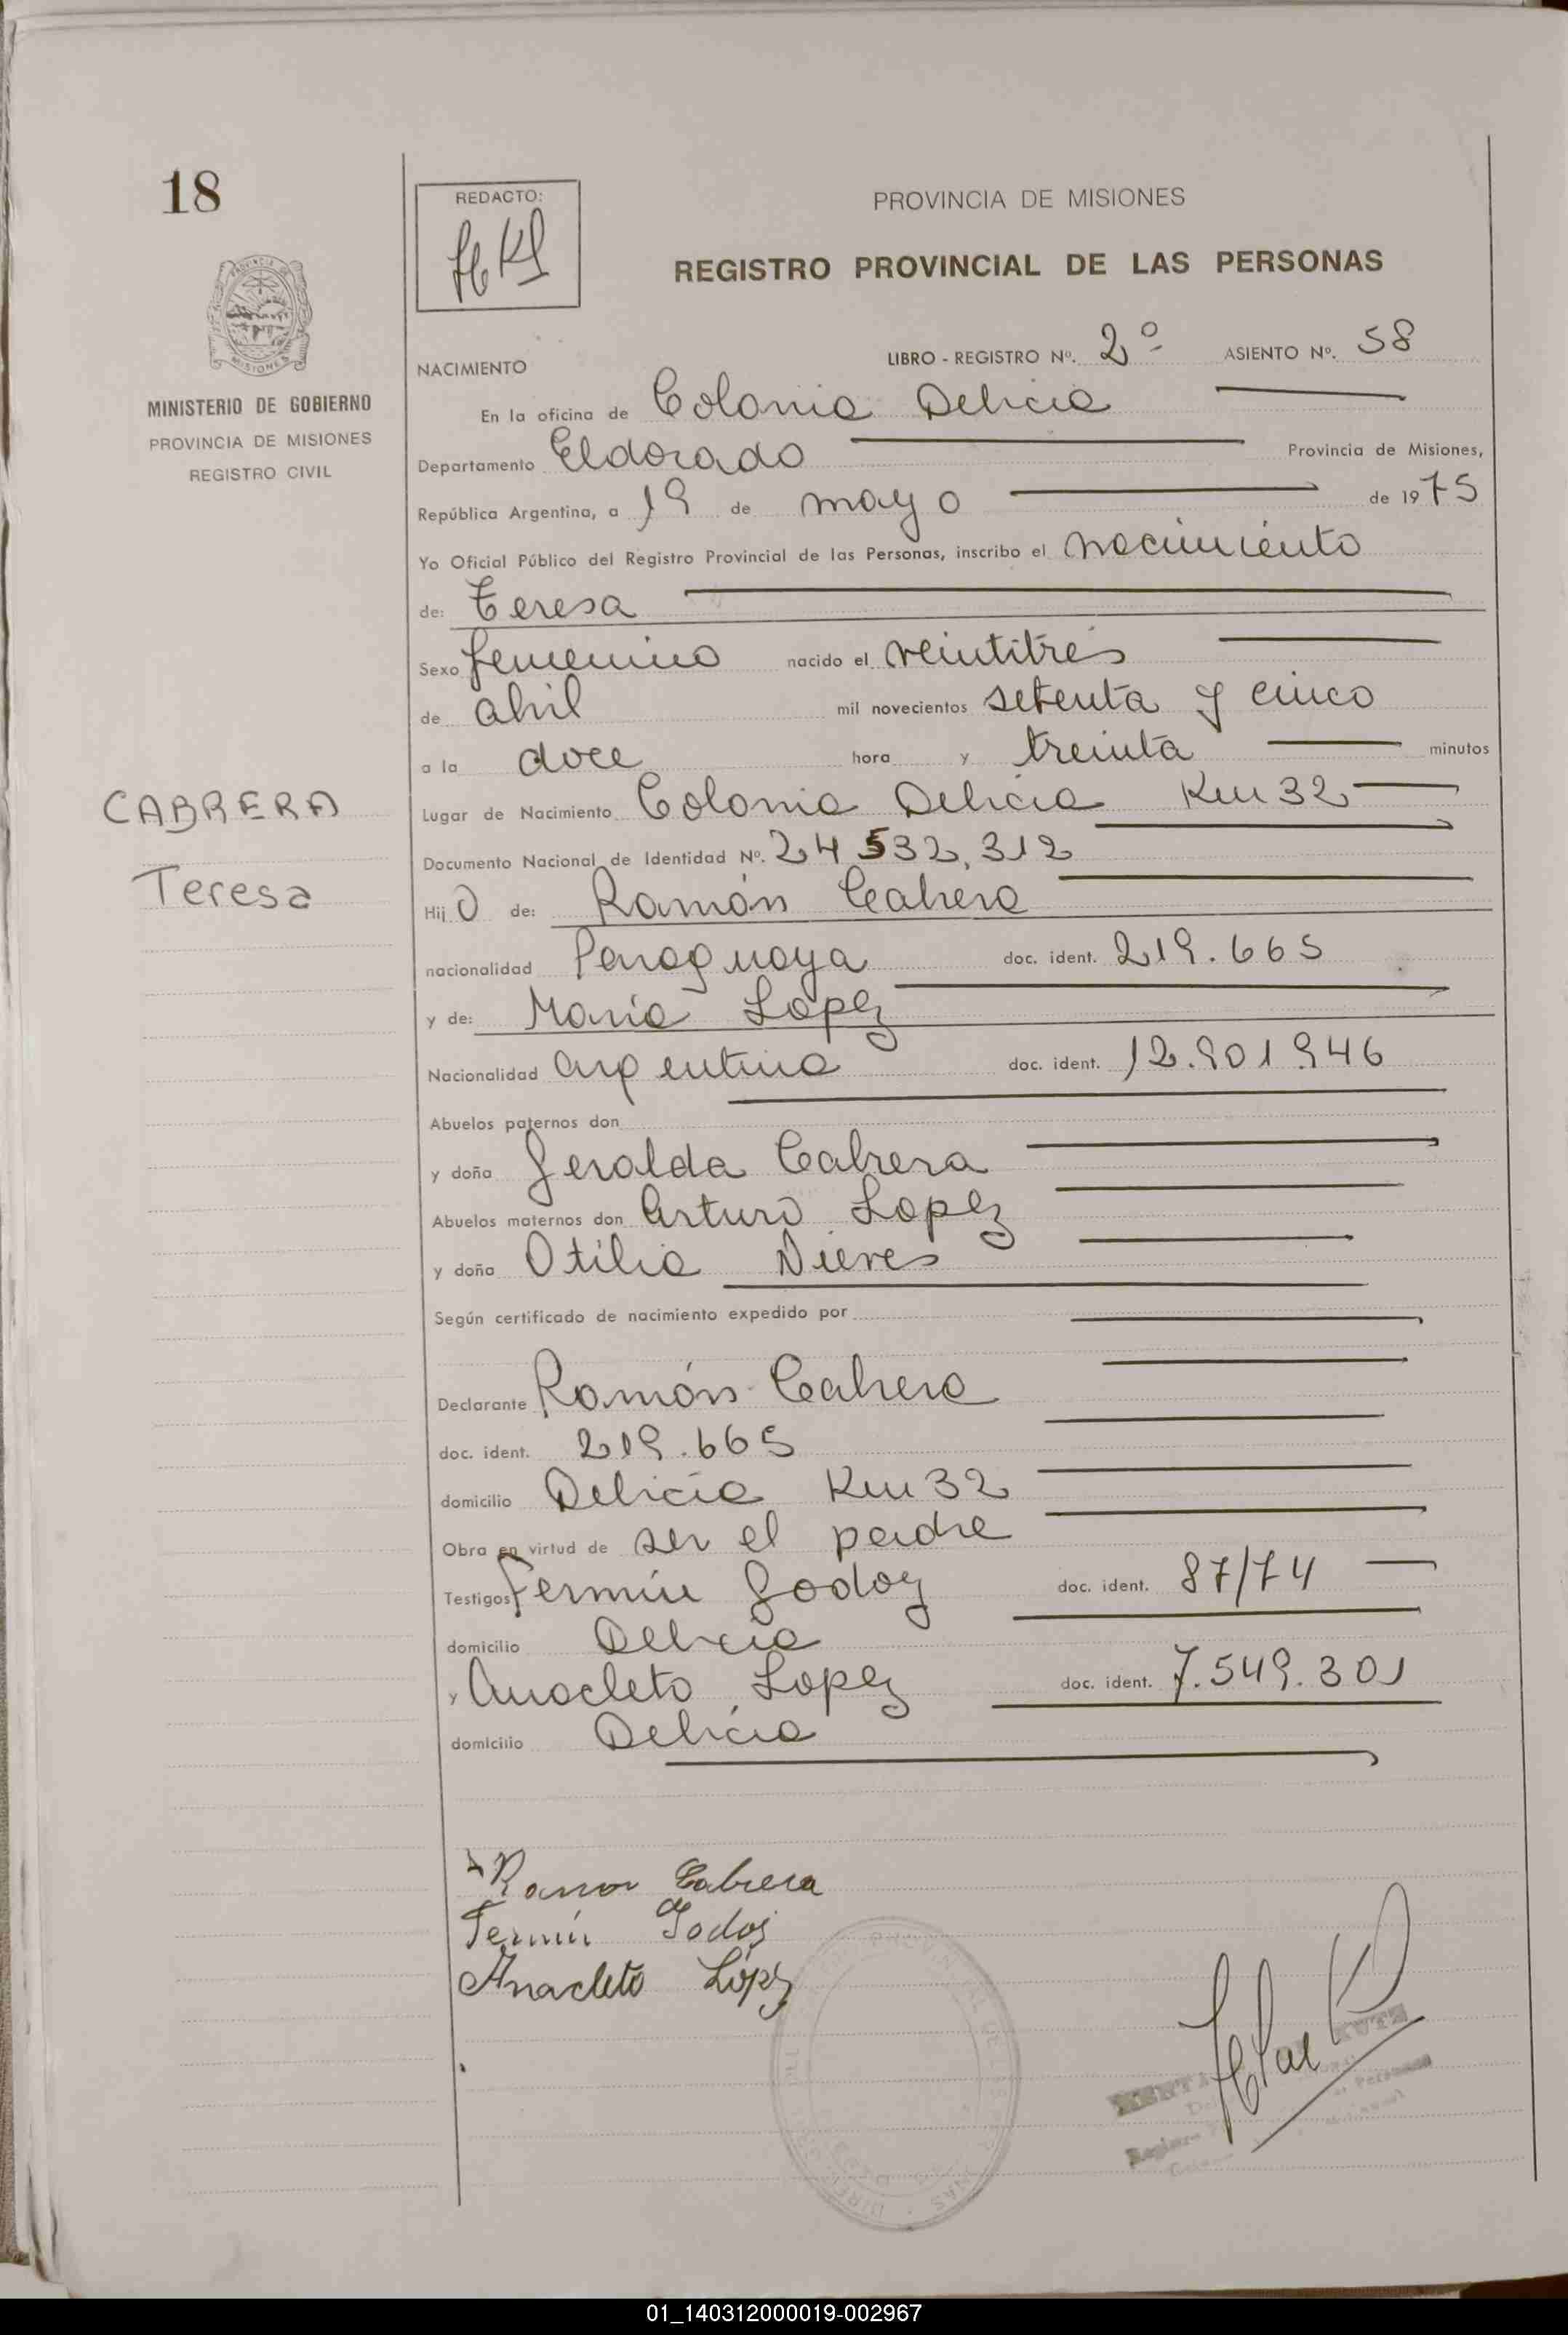 18
REDACTO:
PROVINCIA DE MISIONES
REGISTRO PROVINCIAL DE LAS PERSONAS
MINISTERIO DE GOBIERNO
PROVINCIA DE MISIONES
REGISTRO CIVIL
NACIMIENTO
LIBRO - REGISTRO Nº. 2º ASIENTO Nº. 58
En la oficina de Colonia Delicia
Departamento Eldorado Provincia de Misiones,
República Argentina, a 19 de mayo de 1975
Yo Oficial Público del Registro Provincial de las Personas, inscribo el nacimiento
de: Teresa
Sexo femenino nacido el veintitrés
de abril mil novecientos setenta y cinco
a la doce hora y treinta minutos
CABRERA
Teresa
Lugar de Nacimiento Colonia Delicia Km 32
Documento Nacional de Identidad Nº. 24532.312
Hij a de: Ramón Cabrera
nacionalidad Paraguaya doc. ident. 219.665
y de: María Lopez
Nacionalidad argentina doc. ident. 12.901.946
Abuelos paternos don
y doña Geralda Cabrera
Abuelos maternos don Arturo Lopez
y doña Otilia Nieves
Según certificado de nacimiento expedido por
Declarante Ramón Cabrera
doc. ident. 219.665
domicilio Delicia Km 32
Obra en virtud de ser el padre
Testigos Fermín Godoy doc. ident. 87/74
domicilio Delicia
y Anacleto Lopez doc. ident. 7.549.301
domicilio Delicia
Ramon Cabrera
Fermín Godoy
Anacleto López
01_140312000019-002967